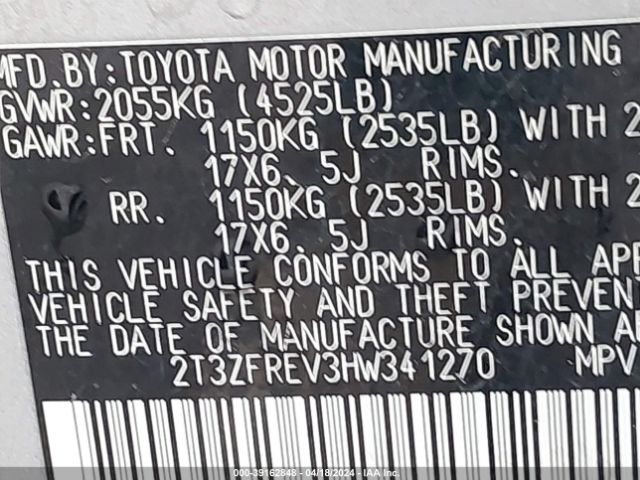 MFD.BY:TOYOTA MOTOR MANUFACTURING
GVWR:2055KG (4525LB)
GAWR:FRT. 1150KG (2535LB) WITH 2
17X6.5J RIMS.
RR. 1150KG (2535LB) WITH 2
17X6.5J RIMS.
THIS VEHICLE CONFORMS TO ALL
VEHICLE SAFETY AND THEFT
THE DATE OF MANUFACTURE SHOWN
2T3ZFREV3HW341270 MPV
000-39162848 - 04/18/2024 - IAA Inc.